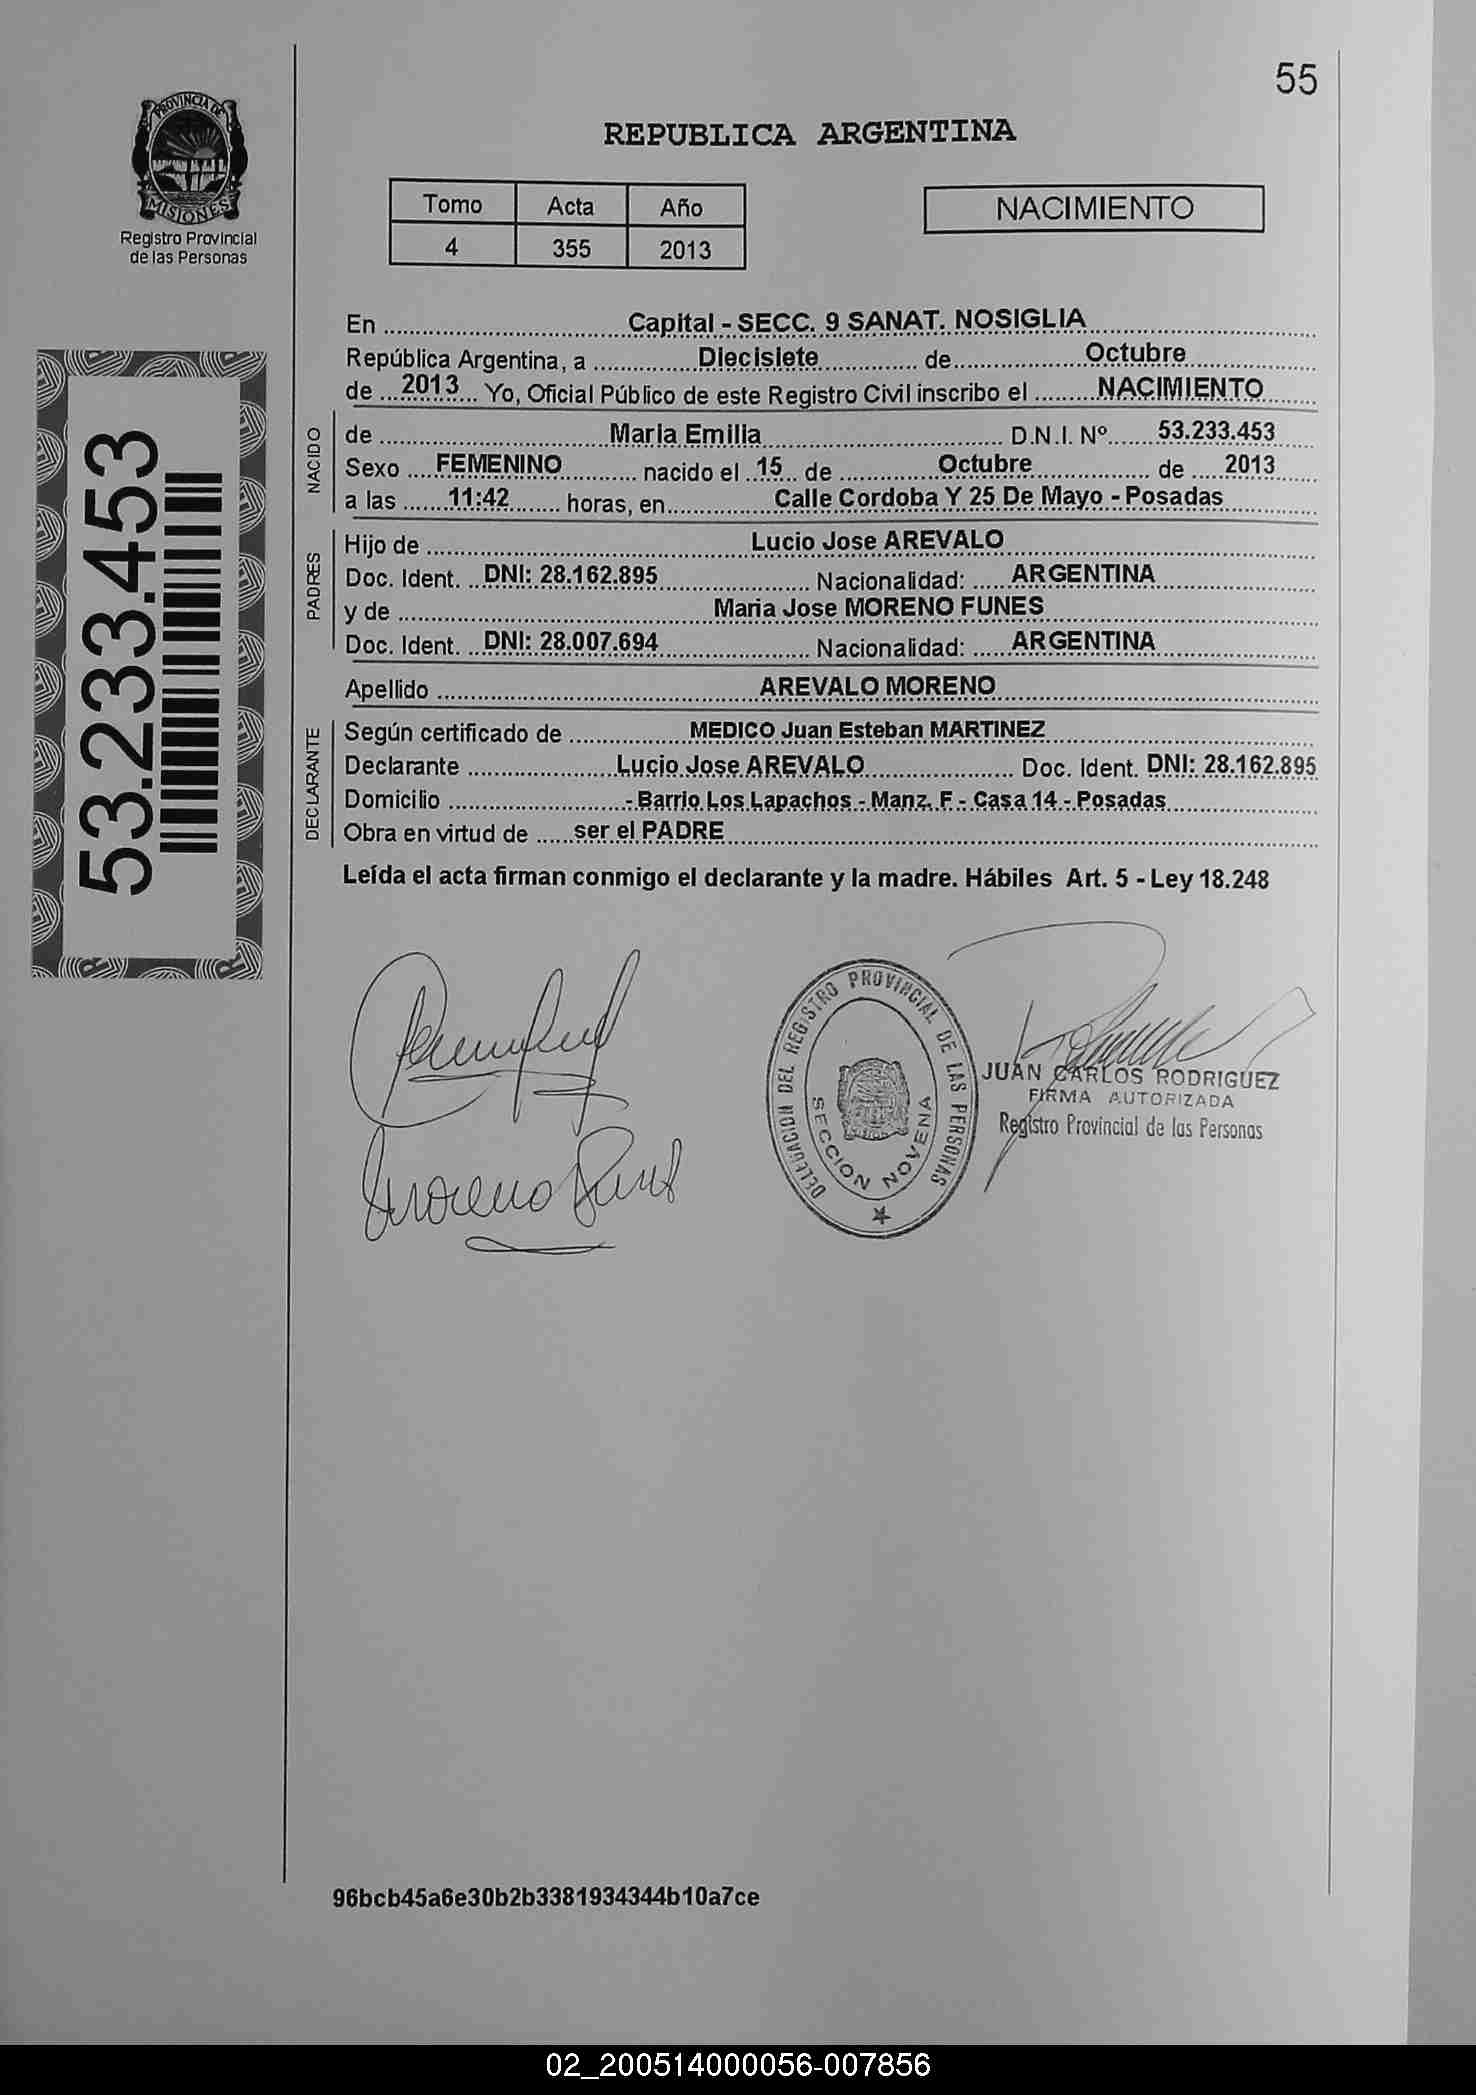 55
PROVINCIA DE
MISIONES
Registro Provincial
de las Personas
REPUBLICA ARGENTINA
Tomo Acta Año
4 355 2013
NACIMIENTO
53.233.453
En Capital - SECC. 9 SANAT. NOSIGLIA
República Argentina, a Diecisiete de Octubre
de 2013 Yo, Oficial Público de este Registro Civil inscribo el NACIMIENTO
NACIDO
de Maria Emilia D.N.I. Nº 53.233.453
Sexo FEMENINO nacido el 15 de Octubre de 2013
a las 11:42 horas, en Calle Cordoba Y 25 De Mayo - Posadas
PADRES
Hijo de Lucio Jose AREVALO
Doc. Ident. DNI: 28.162.895 Nacionalidad: ARGENTINA
y de Maria Jose MORENO FUNES
Doc. Ident. DNI: 28.007.694 Nacionalidad: ARGENTINA
Apellido AREVALO MORENO
DECLARANTE
Según certificado de MEDICO Juan Esteban MARTINEZ
Declarante Lucio Jose AREVALO Doc. Ident. DNI: 28.162.895
Domicilio - Barrio Los Lapachos - Manz. F - Casa 14 - Posadas
Obra en virtud de ser el PADRE
Leída el acta firman conmigo el declarante y la madre. Hábiles Art. 5 - Ley 18.248
DELEGACION DEL REGISTRO PROVINCIAL DE LAS PERSONAS
SECCION NOVENA
JUAN CARLOS RODRIGUEZ
FIRMA AUTORIZADA
Registro Provincial de las Personas
Moreno
96bcb45a6e30b2b3381934344b10a7ce
02_200514000056-007856